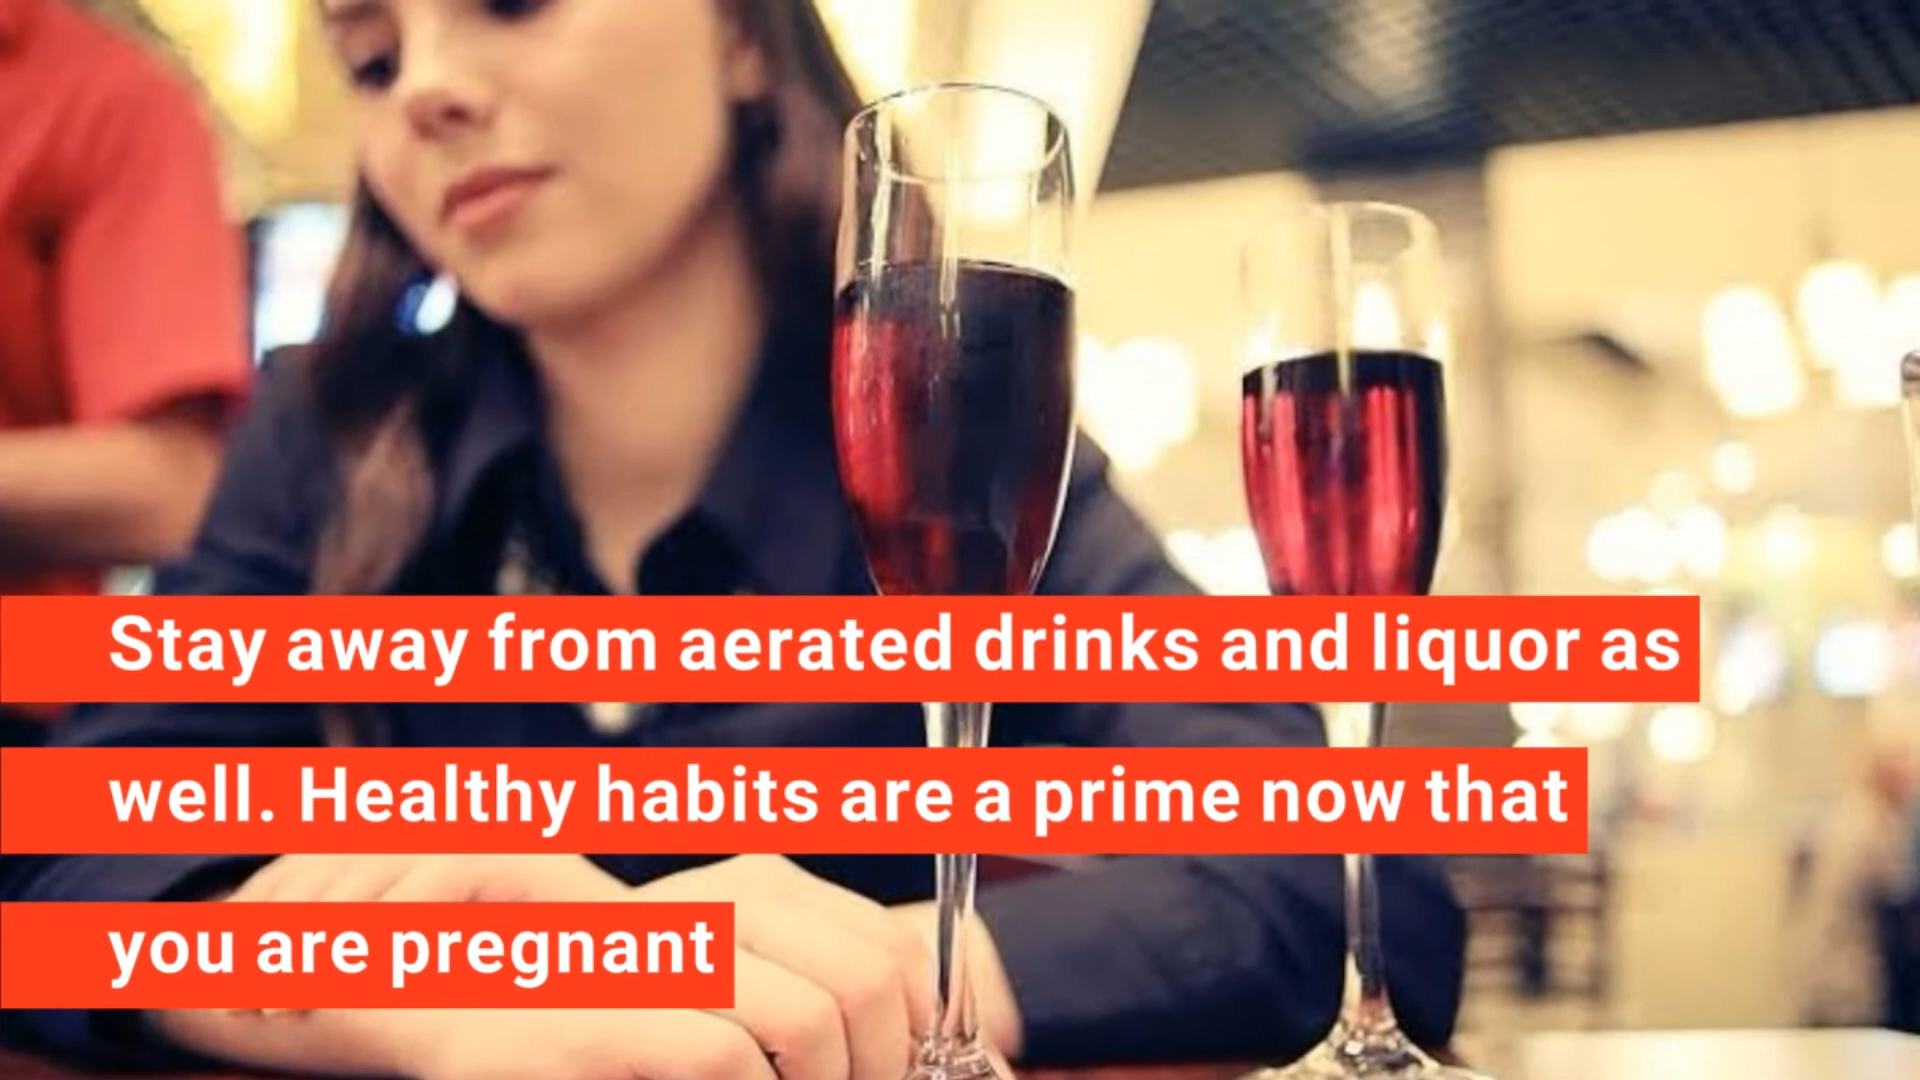 Stay away from aerated drinks and liquor as
well. Healthy habits are a prime now that
you are pregnant